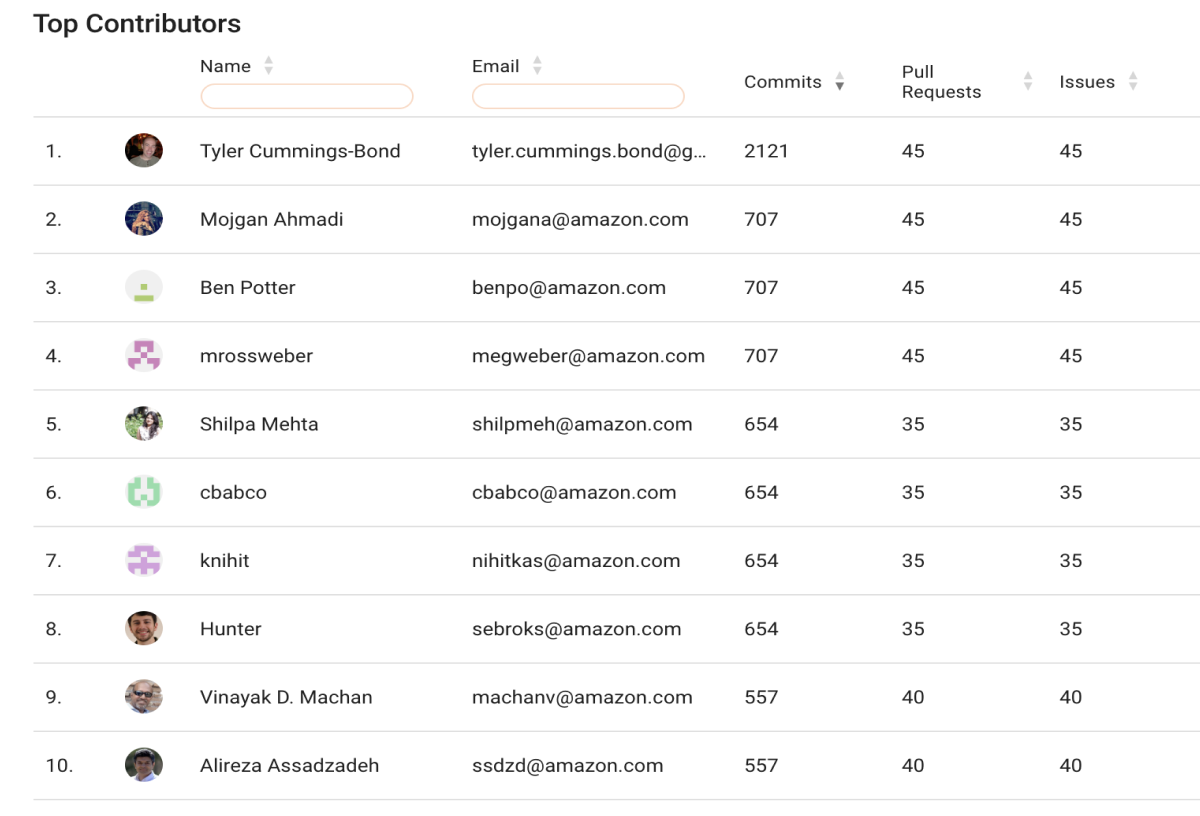 Top Contributors
Name Email Commits Pull Requests Issues
1. Tyler Cummings-Bond tyler.cummings.bond@g... 2121 45 45
2. Mojgan Ahmadi mojgana@amazon.com 707 45 45
3. Ben Potter benpo@amazon.com 707 45 45
4. mrossweber megweber@amazon.com 707 45 45
5. Shilpa Mehta shilpmeh@amazon.com 654 35 35
6. cbabco cbabco@amazon.com 654 35 35
7. knihit nihitkas@amazon.com 654 35 35
8. Hunter sebroks@amazon.com 654 35 35
9. Vinayak D. Machan machanv@amazon.com 557 40 40
10. Alireza Assadzadeh ssdzd@amazon.com 557 40 40